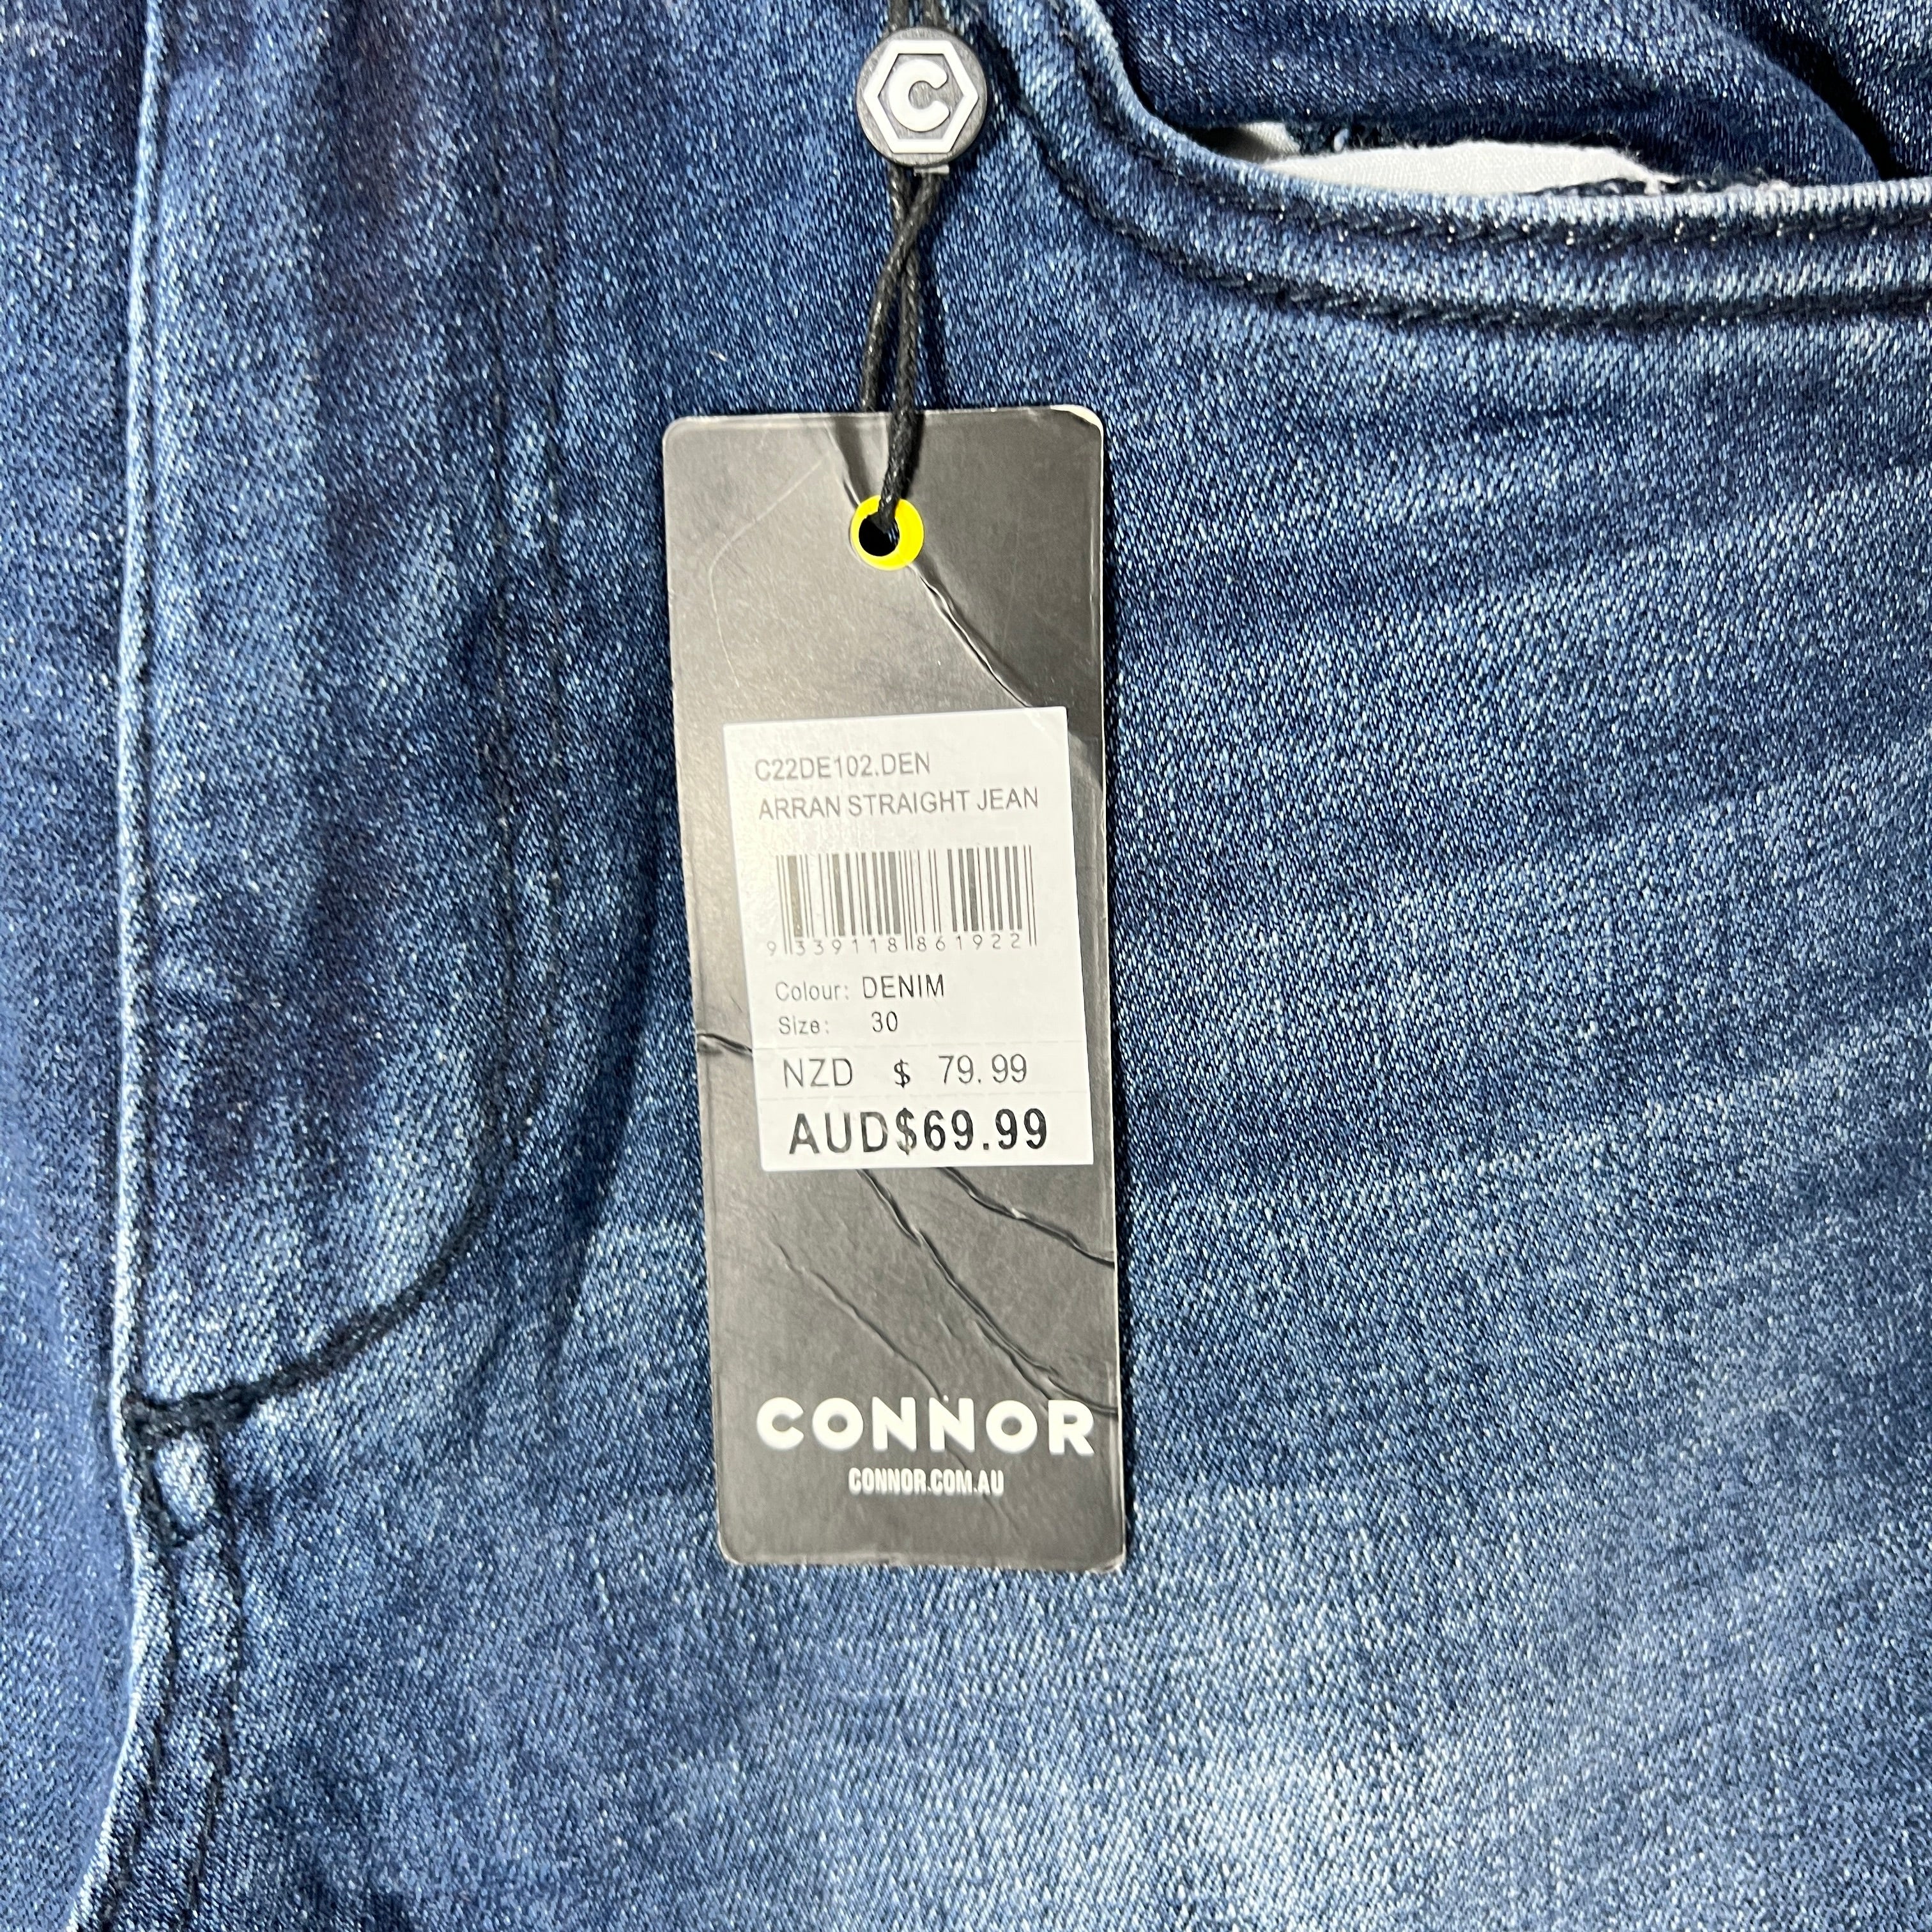 C
C22DE102.DEN
ARRAN STRAIGHT JEAN
9 339118 861922
Colour: DENIM
Size: 30
NZD $ 79.99
AUD$69.99
CONNOR
CONNOR.COM.AU